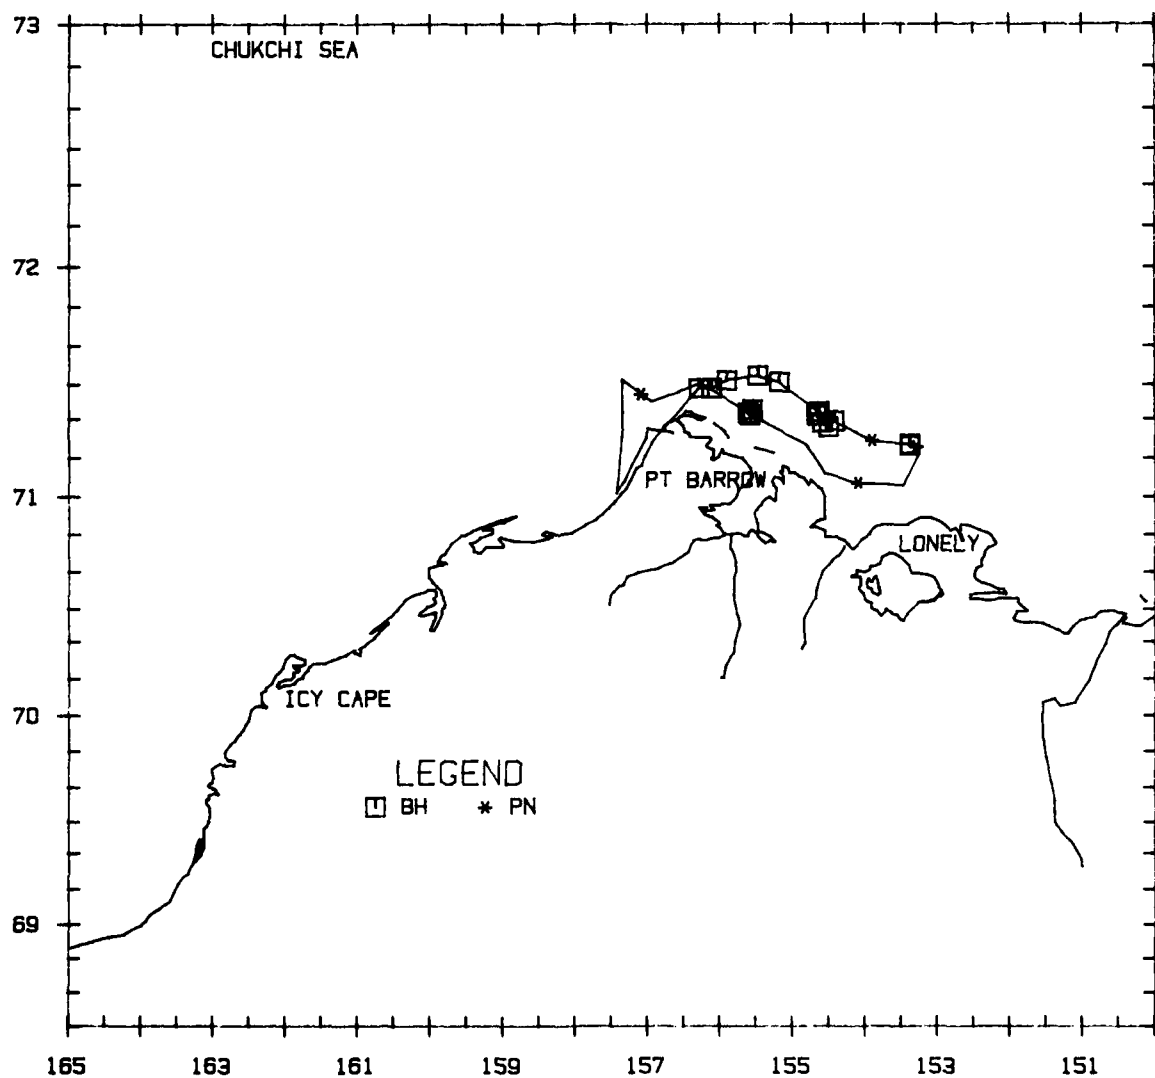 73
CHUKCHI SEA
72
71
PT BARROW
LONELY
70
ICY CAPE
LEGEND
BH * PN
69
165 163 161 159 157 155 153 151